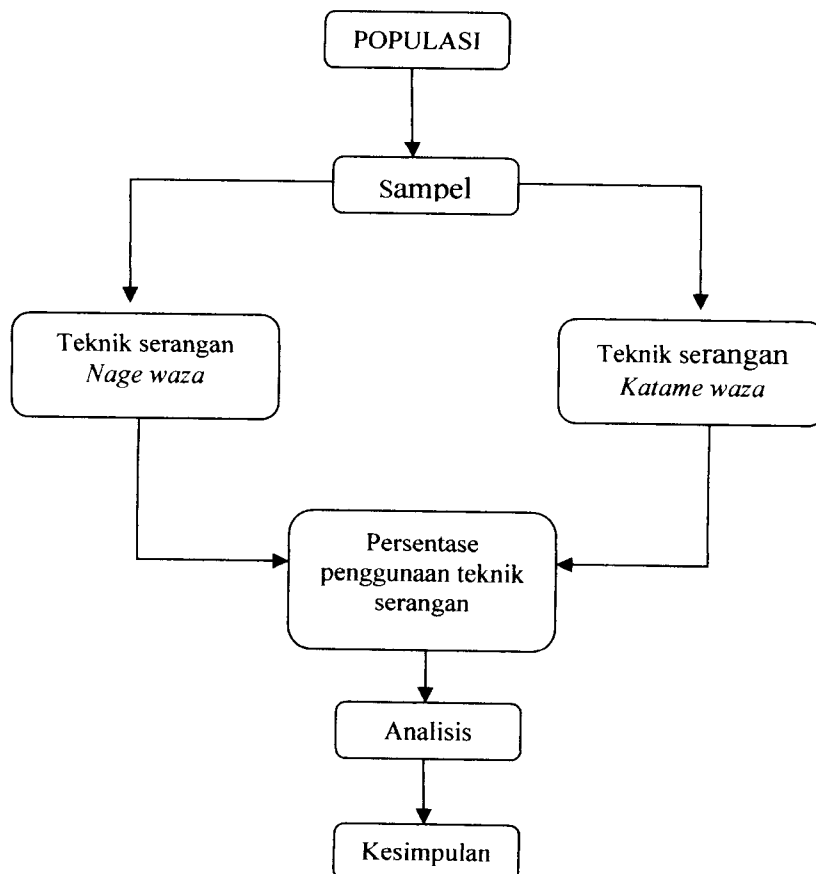 POPULASI
Sampel
Teknik serangan
Nage waza
Teknik serangan
Katame waza
Persentase
penggunaan teknik
serangan
Analisis
Kesimpulan